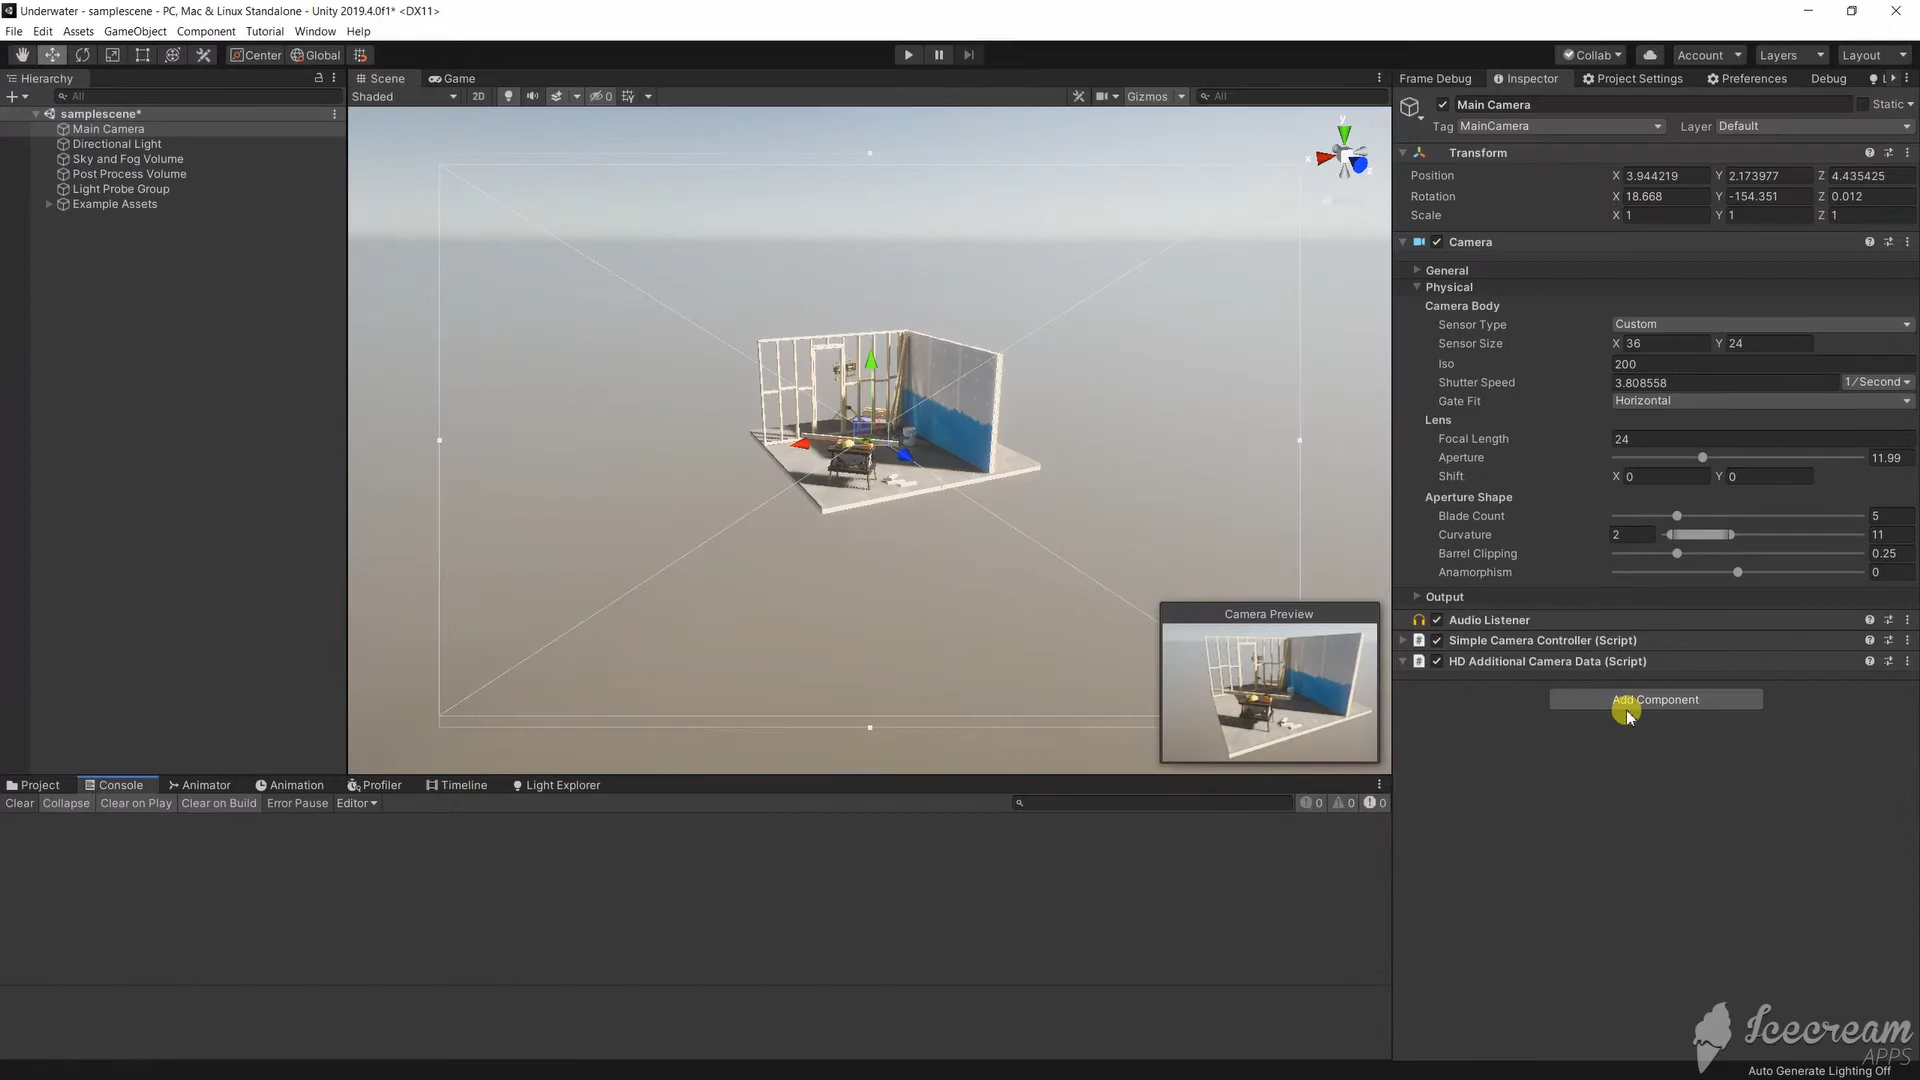 Underwater - samplescene - PC, Mac & Linux Standalone - Unity 2019.4.0f1* <DX11>
File Edit Assets GameObject Component Tutorial Window Help
Center Global Collab Account Layers Layout
Hierarchy
All
samplescene*
Main Camera
Directional Light
Sky and Fog Volume
Post Process Volume
Light Probe Group
Example Assets
Scene Game
Shaded 2D 0 Gizmos All
y
x
Camera Preview
Frame Debug Inspector Project Settings Preferences Debug
Main Camera Static
Tag MainCamera Layer Default
Transform
Position X 3.944219 Y 2.173977 Z 4.435425
Rotation X 18.668 Y -154.351 Z 0.012
Scale X 1 Y 1 Z 1
Camera
General
Physical
Camera Body
Sensor Type Custom
Sensor Size X 36 Y 24
Iso 200
Shutter Speed 3.808558 1/Second
Gate Fit Horizontal
Lens
Focal Length 24
Aperture 11.99
Shift X 0 Y 0
Aperture Shape
Blade Count 5
Curvature 2 11
Barrel Clipping 0.25
Anamorphism 0
Output
Audio Listener
# Simple Camera Controller (Script)
# HD Additional Camera Data (Script)
Add Component
Project Console Animator Animation Profiler Timeline Light Explorer
Clear Collapse Clear on Play Clear on Build Error Pause Editor 0 0 0
Icecream
APPS
Auto Generate Lighting Off